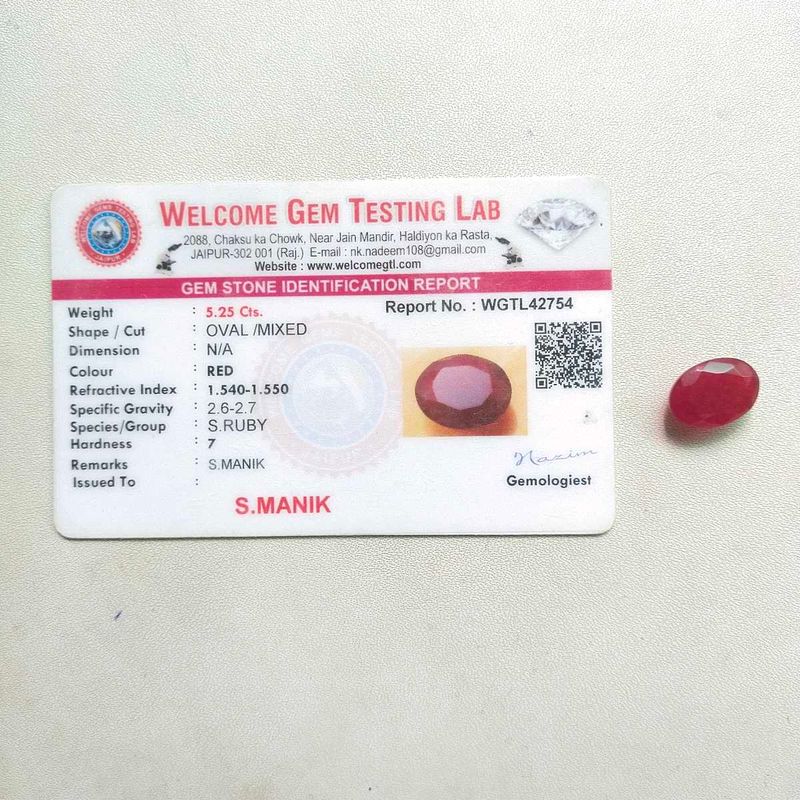 WELCOME GEM TESTING LAB
2088, Chaksu ka Chowk, Near Jain Mandir, Haldiyon ka Rasta,
JAIPUR-302 001 (Raj.) E-mail : nk.nadeem108@gmail.com
Website : www.welcomegtl.com
GEM STONE IDENTIFICATION REPORT
Report No. : WGTL42754
Weight : 5.25 Cts.
Shape / Cut : OVAL /MIXED
Dimension : N/A
Colour : RED
Refractive Index : 1.540-1.550
Specific Gravity : 2.6-2.7
Species/Group : S.RUBY
Hardness : 7
Remarks : S.MANIK
Issued To :
Nazim
Gemologiest
S.MANIK
JAIPUR